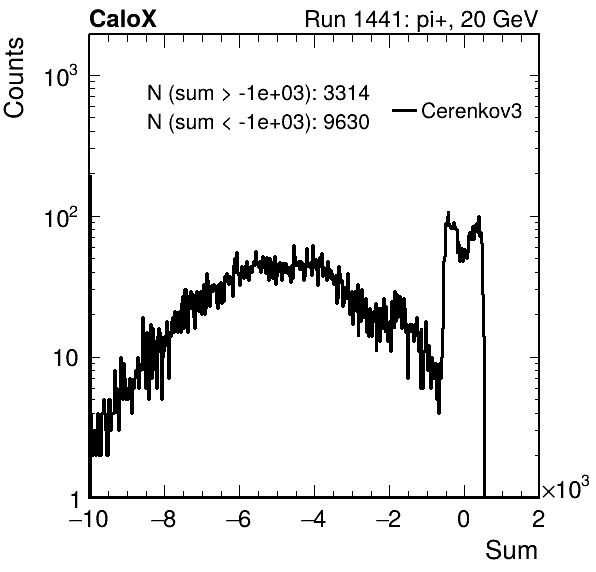 CaloX Run 1441: pi+, 20 GeV
Counts
10³
N (sum > -1e+03): 3314
N (sum < -1e+03): 9630
Cerenkov3
10²
10
1
−10 −8 −6 −4 −2 0 2
×10³
Sum